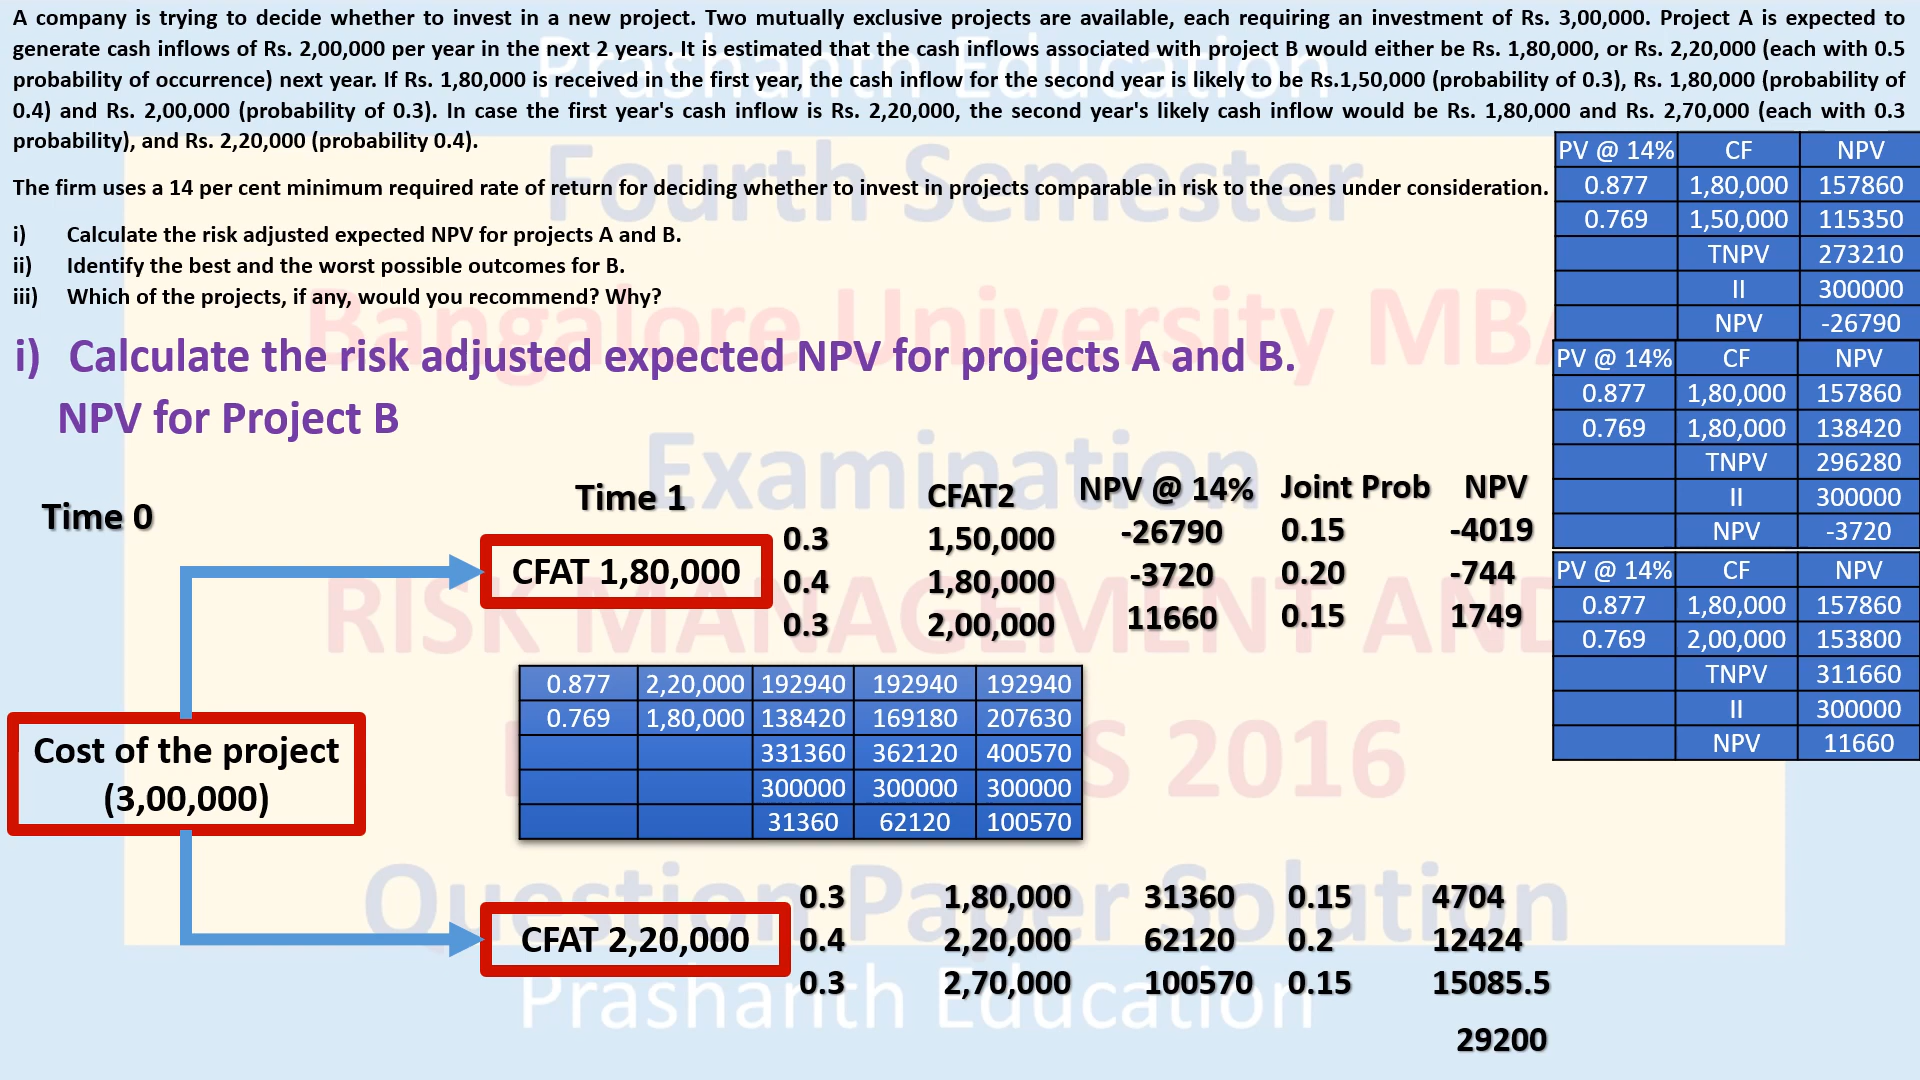 A company is trying to decide whether to invest in a new project. Two mutually exclusive projects are available, each requiring an investment of Rs. 3,00,000. Project A is expected to
generate cash inflows of Rs. 2,00,000 per year in the next 2 years. It is estimated that the cash inflows associated with project B would either be Rs. 1,80,000, or Rs. 2,20,000 (each with 0.5
probability of occurrence) next year. If Rs. 1,80,000 is received in the first year, the cash inflow for the second year is likely to be Rs.1,50,000 (probability of 0.3), Rs. 1,80,000 (probability of
0.4) and Rs. 2,00,000 (probability of 0.3). In case the first year's cash inflow is Rs. 2,20,000, the second year's likely cash inflow would be Rs. 1,80,000 and Rs. 2,70,000 (each with 0.3
probability), and Rs. 2,20,000 (probability 0.4).
The firm uses a 14 per cent minimum required rate of return for deciding whether to invest in projects comparable in risk to the ones under consideration.
i) Calculate the risk adjusted expected NPV for projects A and B.
ii) Identify the best and the worst possible outcomes for B.
iii) Which of the projects, if any, would you recommend? Why?
PV @ 14% CF NPV
0.877 1,80,000 157860
0.769 1,50,000 115350
TNPV 273210
II 300000
NPV -26790
PV @ 14% CF NPV
0.877 1,80,000 157860
0.769 1,80,000 138420
TNPV 296280
II 300000
NPV -3720
PV @ 14% CF NPV
0.877 1,80,000 157860
0.769 2,00,000 153800
TNPV 311660
II 300000
NPV 11660
i) Calculate the risk adjusted expected NPV for projects A and B.
NPV for Project B
Time 0
Time 1 CFAT2 NPV @ 14% Joint Prob NPV
0.3 1,50,000 -26790 0.15 -4019
CFAT 1,80,000 0.4 1,80,000 -3720 0.20 -744
0.3 2,00,000 11660 0.15 1749
0.877 2,20,000 192940 192940 192940
0.769 1,80,000 138420 169180 207630
331360 362120 400570
300000 300000 300000
31360 62120 100570
Cost of the project
(3,00,000)
0.3 1,80,000 31360 0.15 4704
CFAT 2,20,000 0.4 2,20,000 62120 0.2 12424
0.3 2,70,000 100570 0.15 15085.5
29200
Prashanth Education
Fourth Semester
Bangalore University MBA
Examination
RISK MANAGEMENT AND
S 2016
Question Paper Solution
Prashanth Education